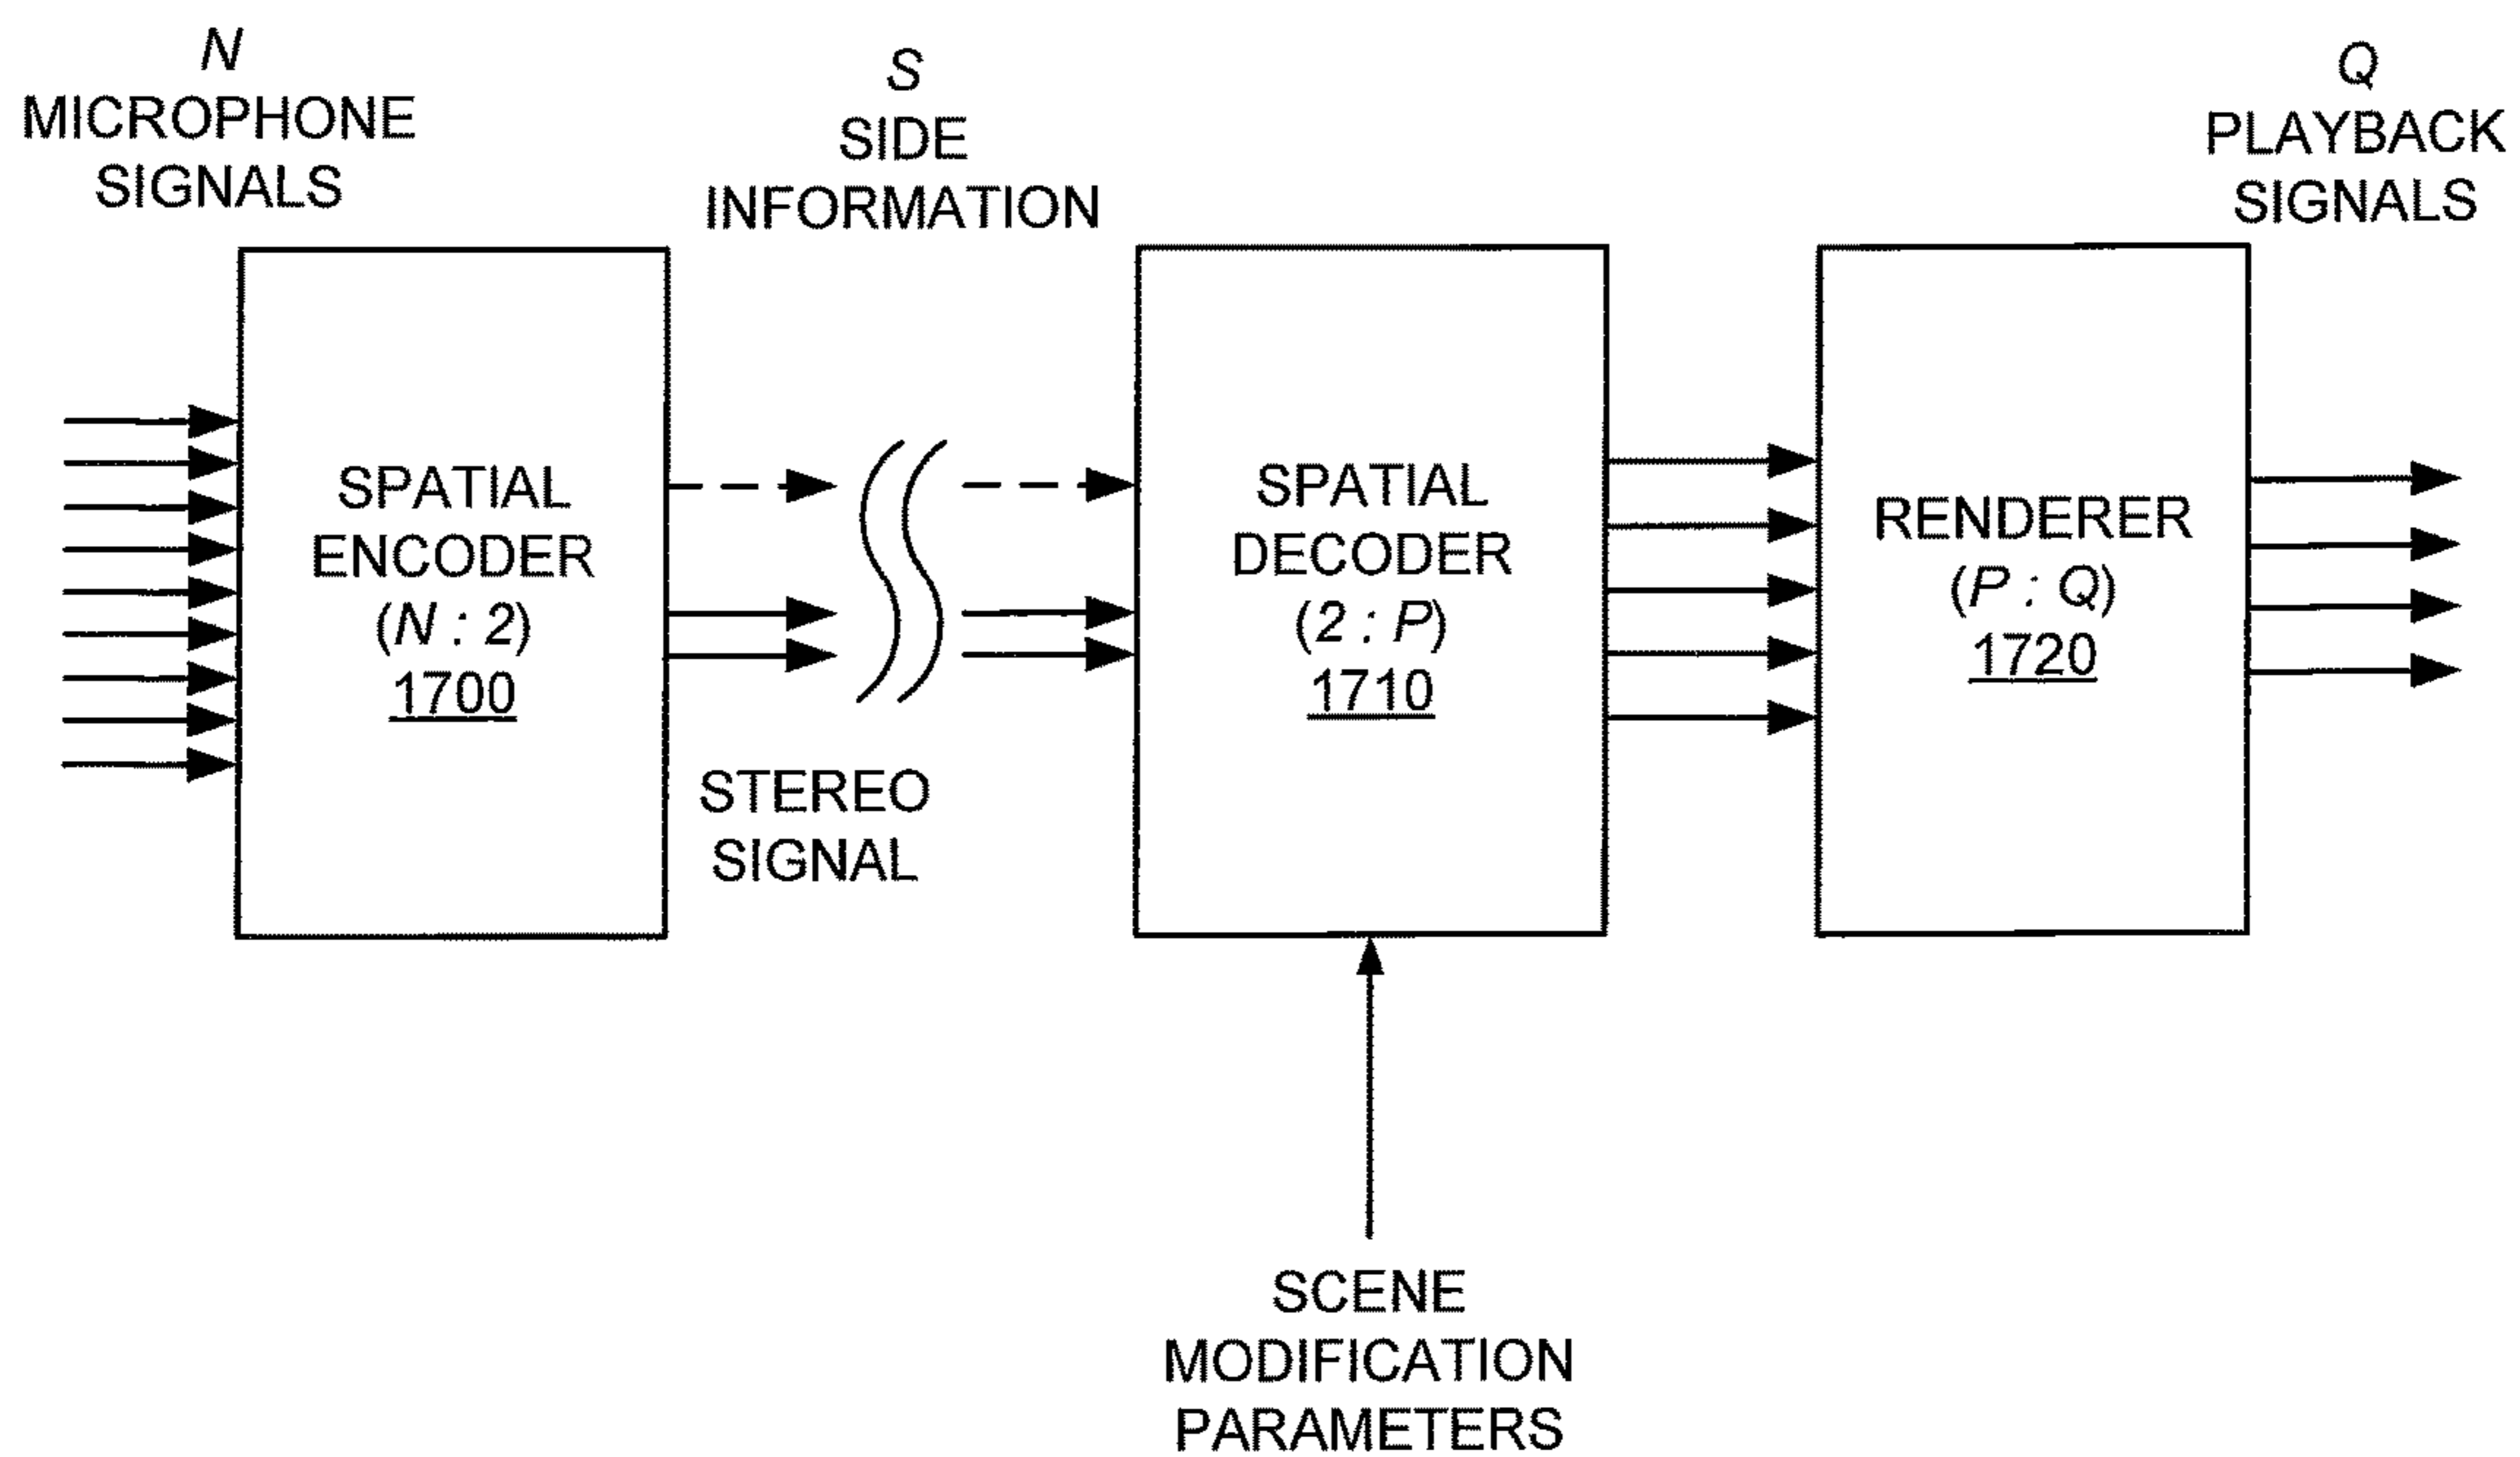 N
MICROPHONE
SIGNALS
S
SIDE
INFORMATION
Q
PLAYBACK
SIGNALS
SPATIAL
ENCODER
(N : 2)
1700
STEREO
SIGNAL
SPATIAL
DECODER
(2 : P)
1710
RENDERER
(P : Q)
1720
SCENE
MODIFICATION
PARAMETERS